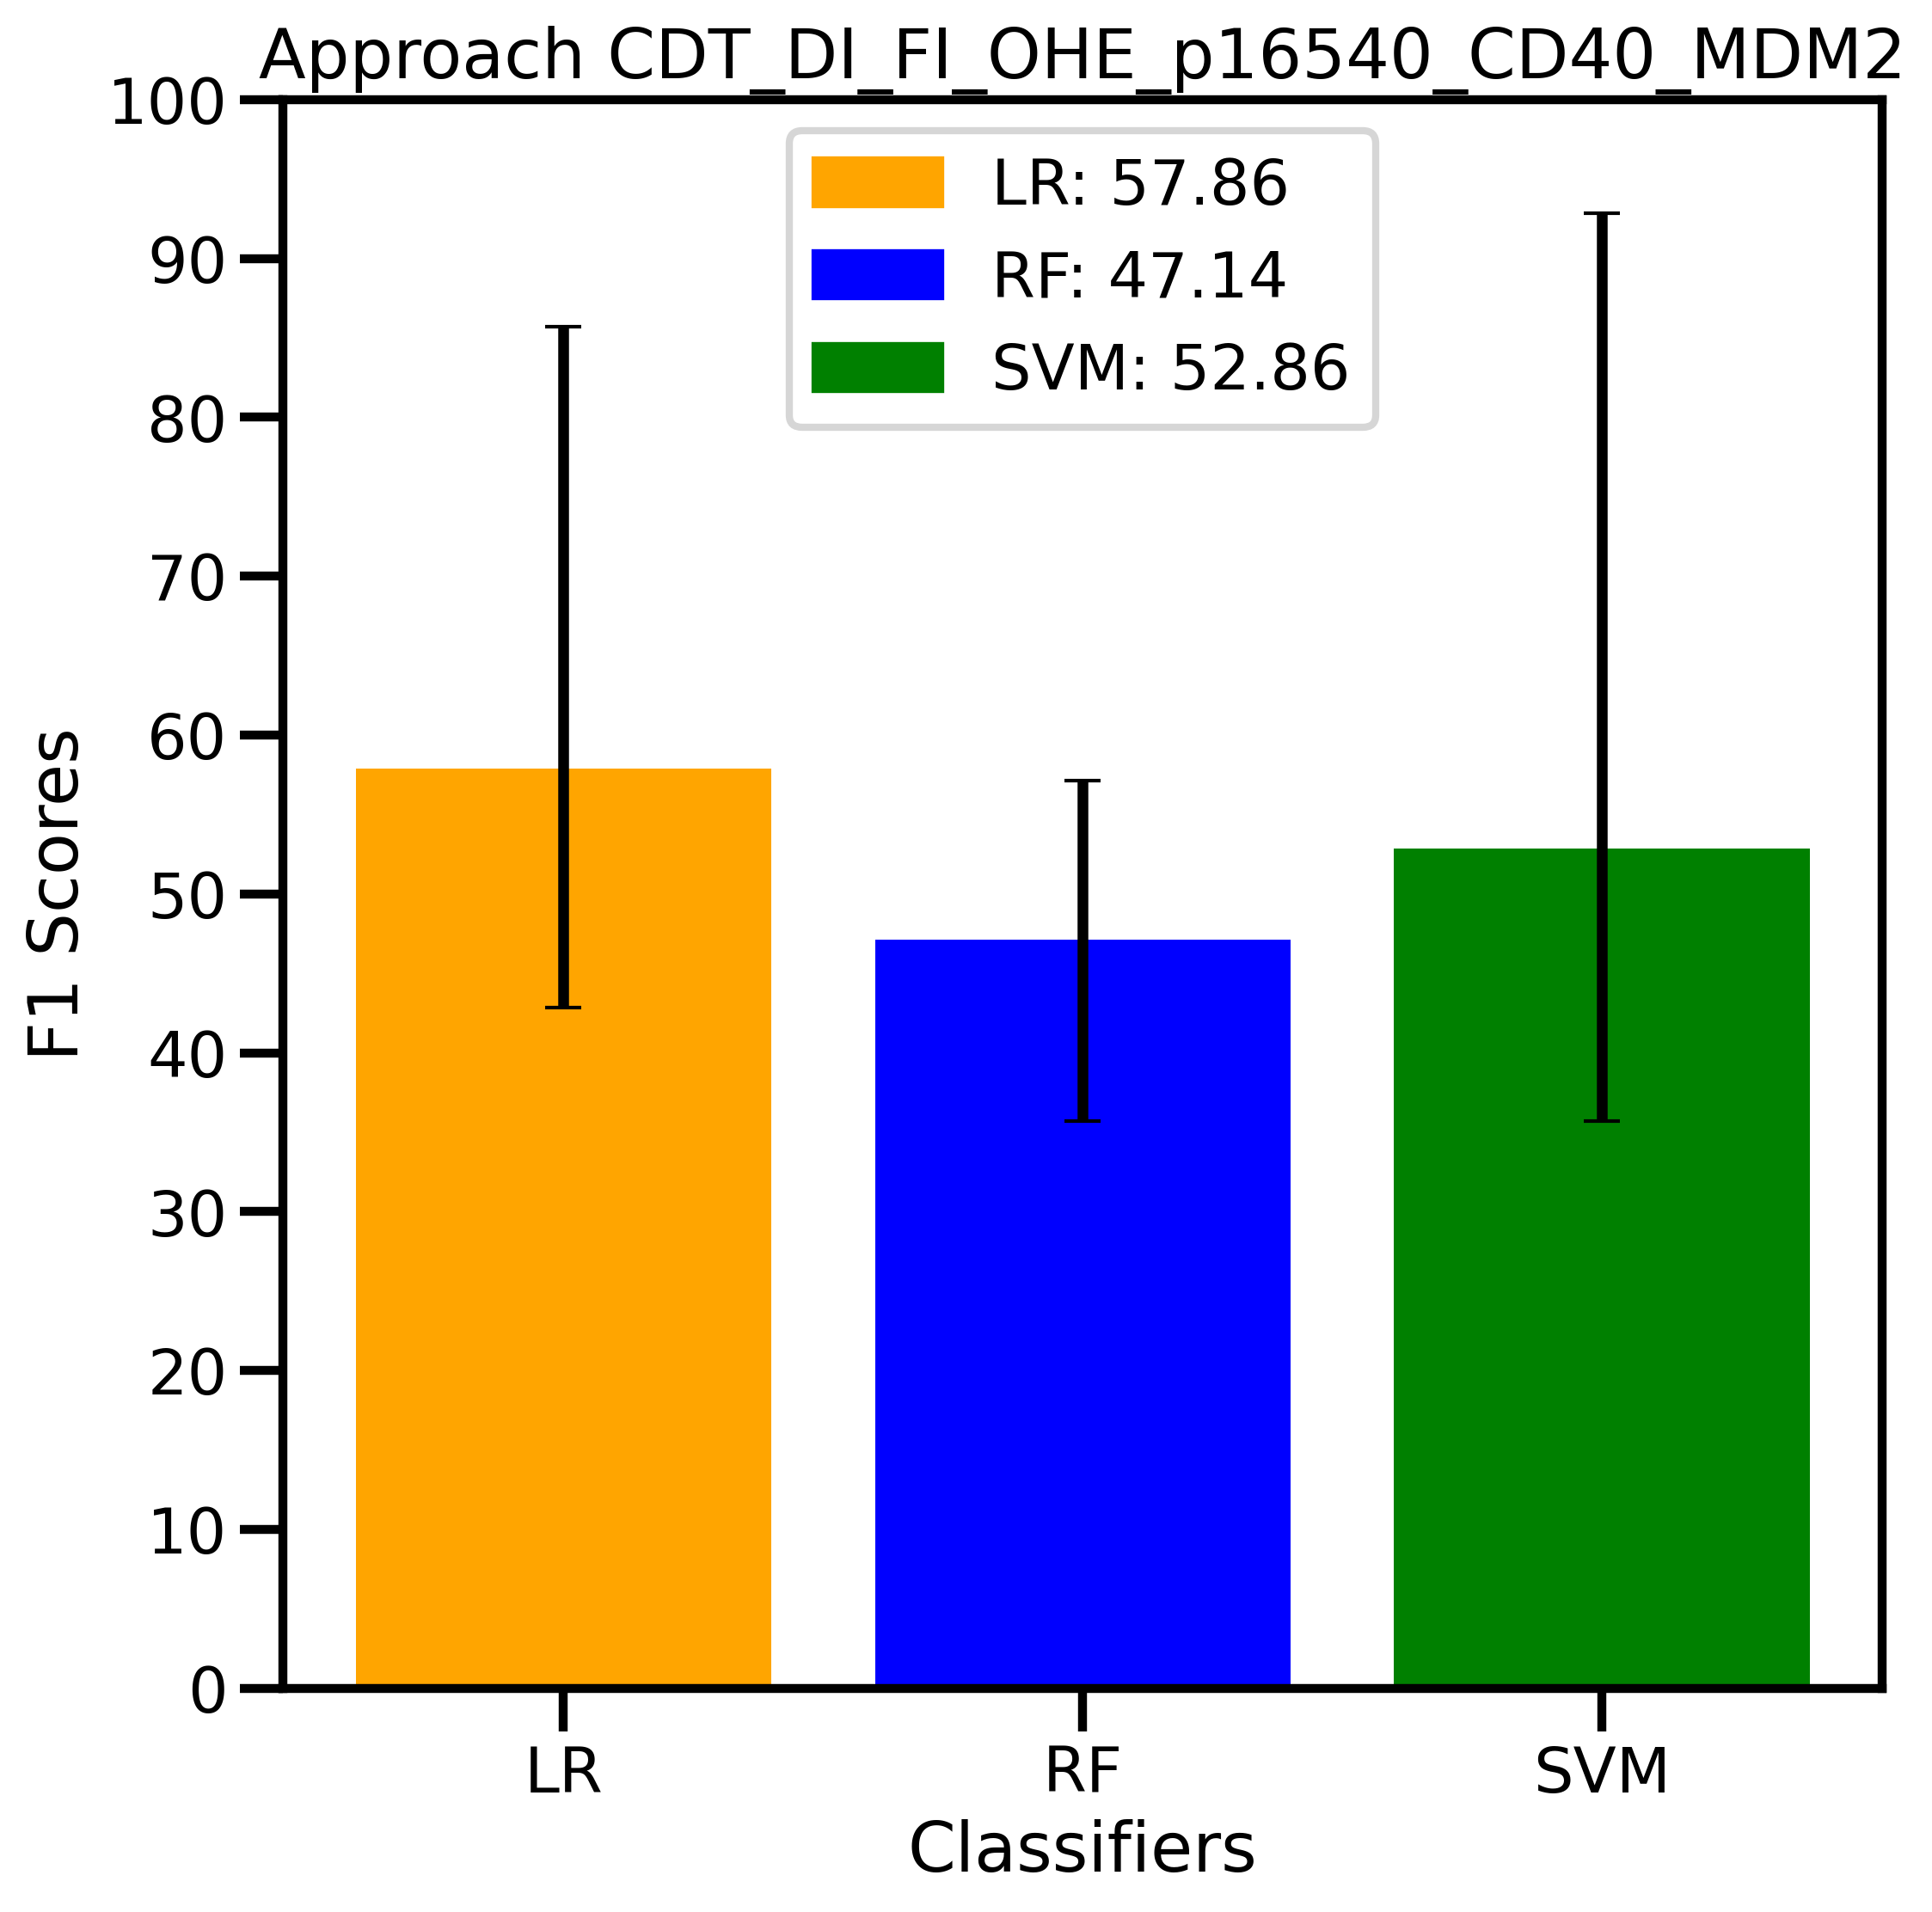 Approach CDT_DI_FI_OHE_p16540_CD40_MDM2
LR: 57.86
RF: 47.14
SVM: 52.86
F1 Scores
100
90
80
70
60
50
40
30
20
10
0
LR
RF
SVM
Classifiers